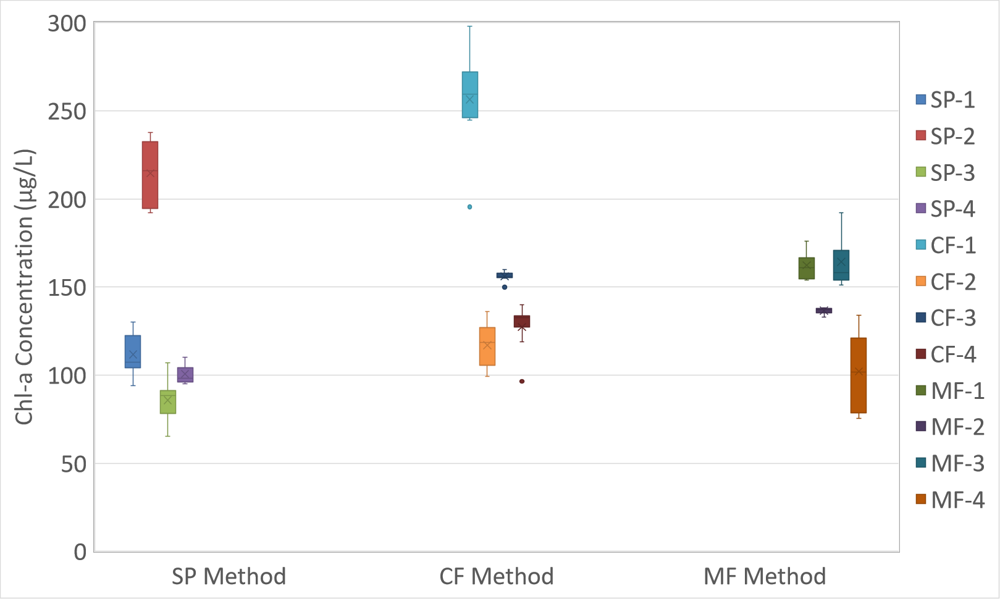 300
250
200
150
100
50
0
Chl-a Concentration (µg/L)
SP Method
CF Method
MF Method
SP-1
SP-2
SP-3
SP-4
CF-1
CF-2
CF-3
CF-4
MF-1
MF-2
MF-3
MF-4